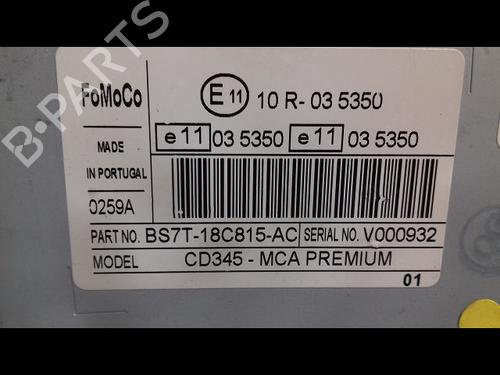 B-PARTS
FoMoCo
E 11 10 R- 03 5350
e 11 03 5350 e 11 03 5350
MADE
IN PORTUGAL
0259A
PART NO. BS7T-18C815-AC SERIAL NO. V000932
MODEL CD345 - MCA PREMIUM
01